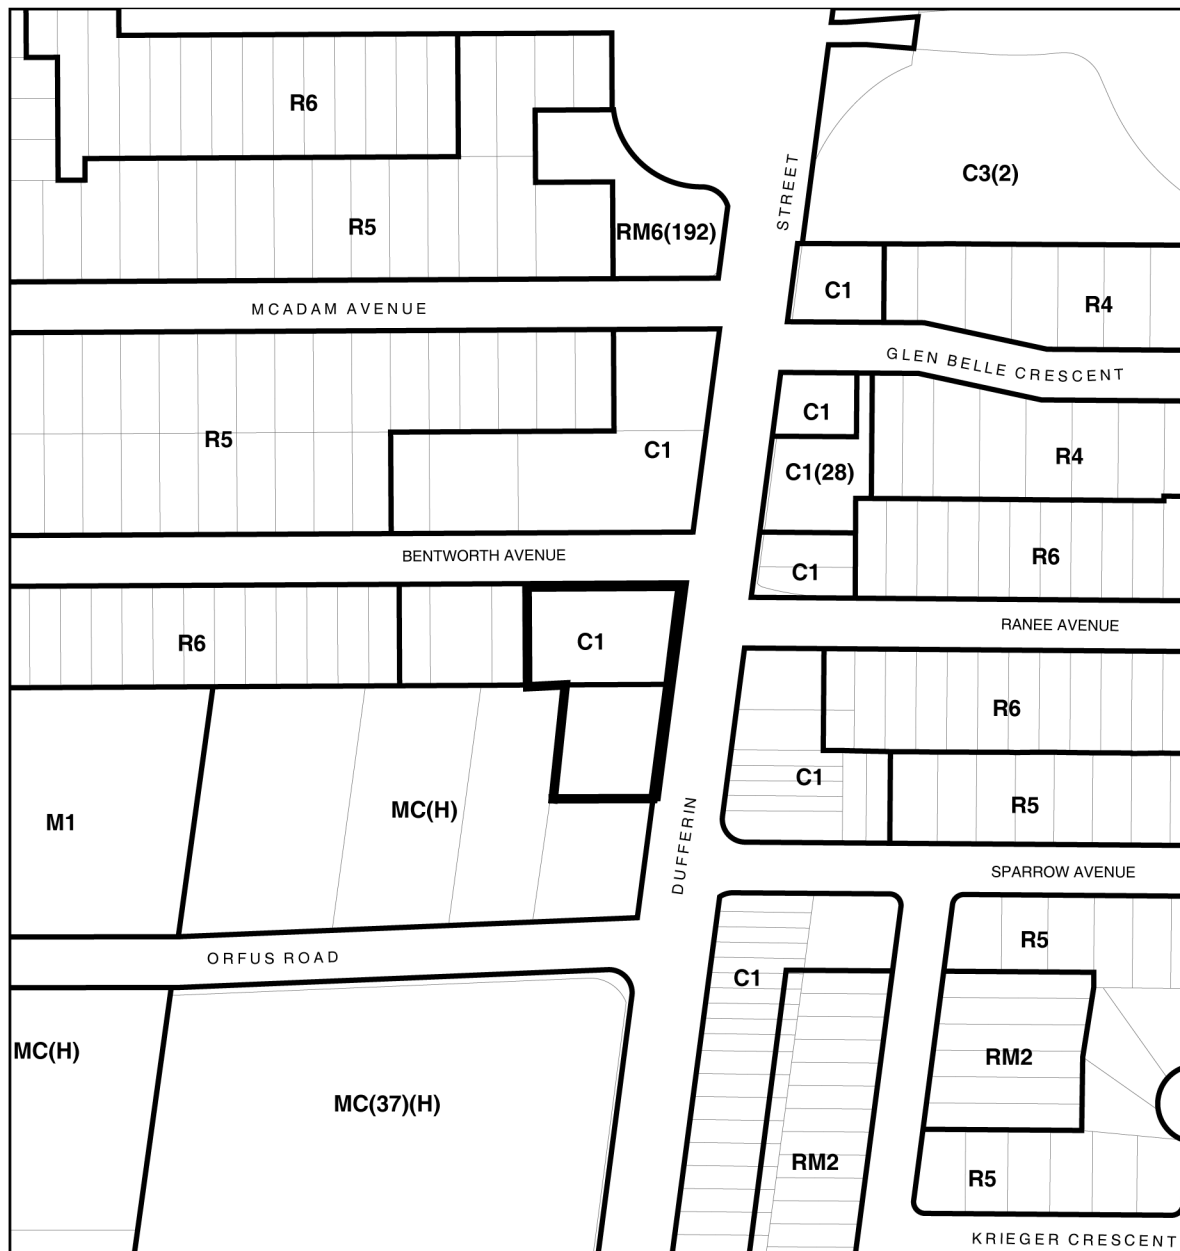 R6
C3(2)
STREET
R5
RM6(192)
C1
R4
MCADAM AVENUE
GLEN BELLE CRESCENT
C1
R5
C1
R4
C1(28)
BENTWORTH AVENUE
R6
C1
RANEE AVENUE
R6
C1
R6
C1
MC(H)
R5
M1
DUFFERIN
SPARROW AVENUE
R5
ORFUS ROAD
C1
MC(H)
RM2
MC(37)(H)
RM2
R5
KRIEGER CRESCENT